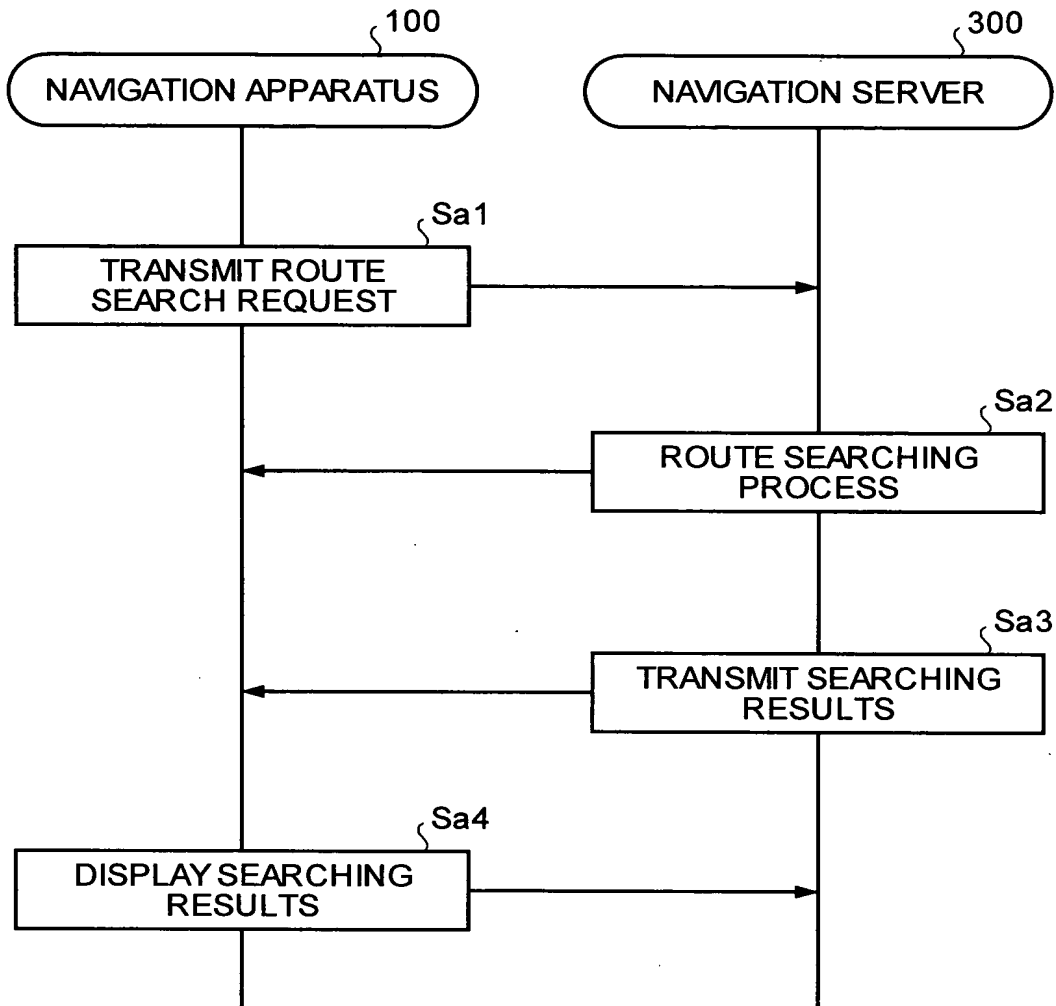 100
300
NAVIGATION APPARATUS
NAVIGATION SERVER
Sa1
TRANSMIT ROUTE
SEARCH REQUEST
Sa2
ROUTE SEARCHING
PROCESS
Sa3
TRANSMIT SEARCHING
RESULTS
Sa4
DISPLAY SEARCHING
RESULTS